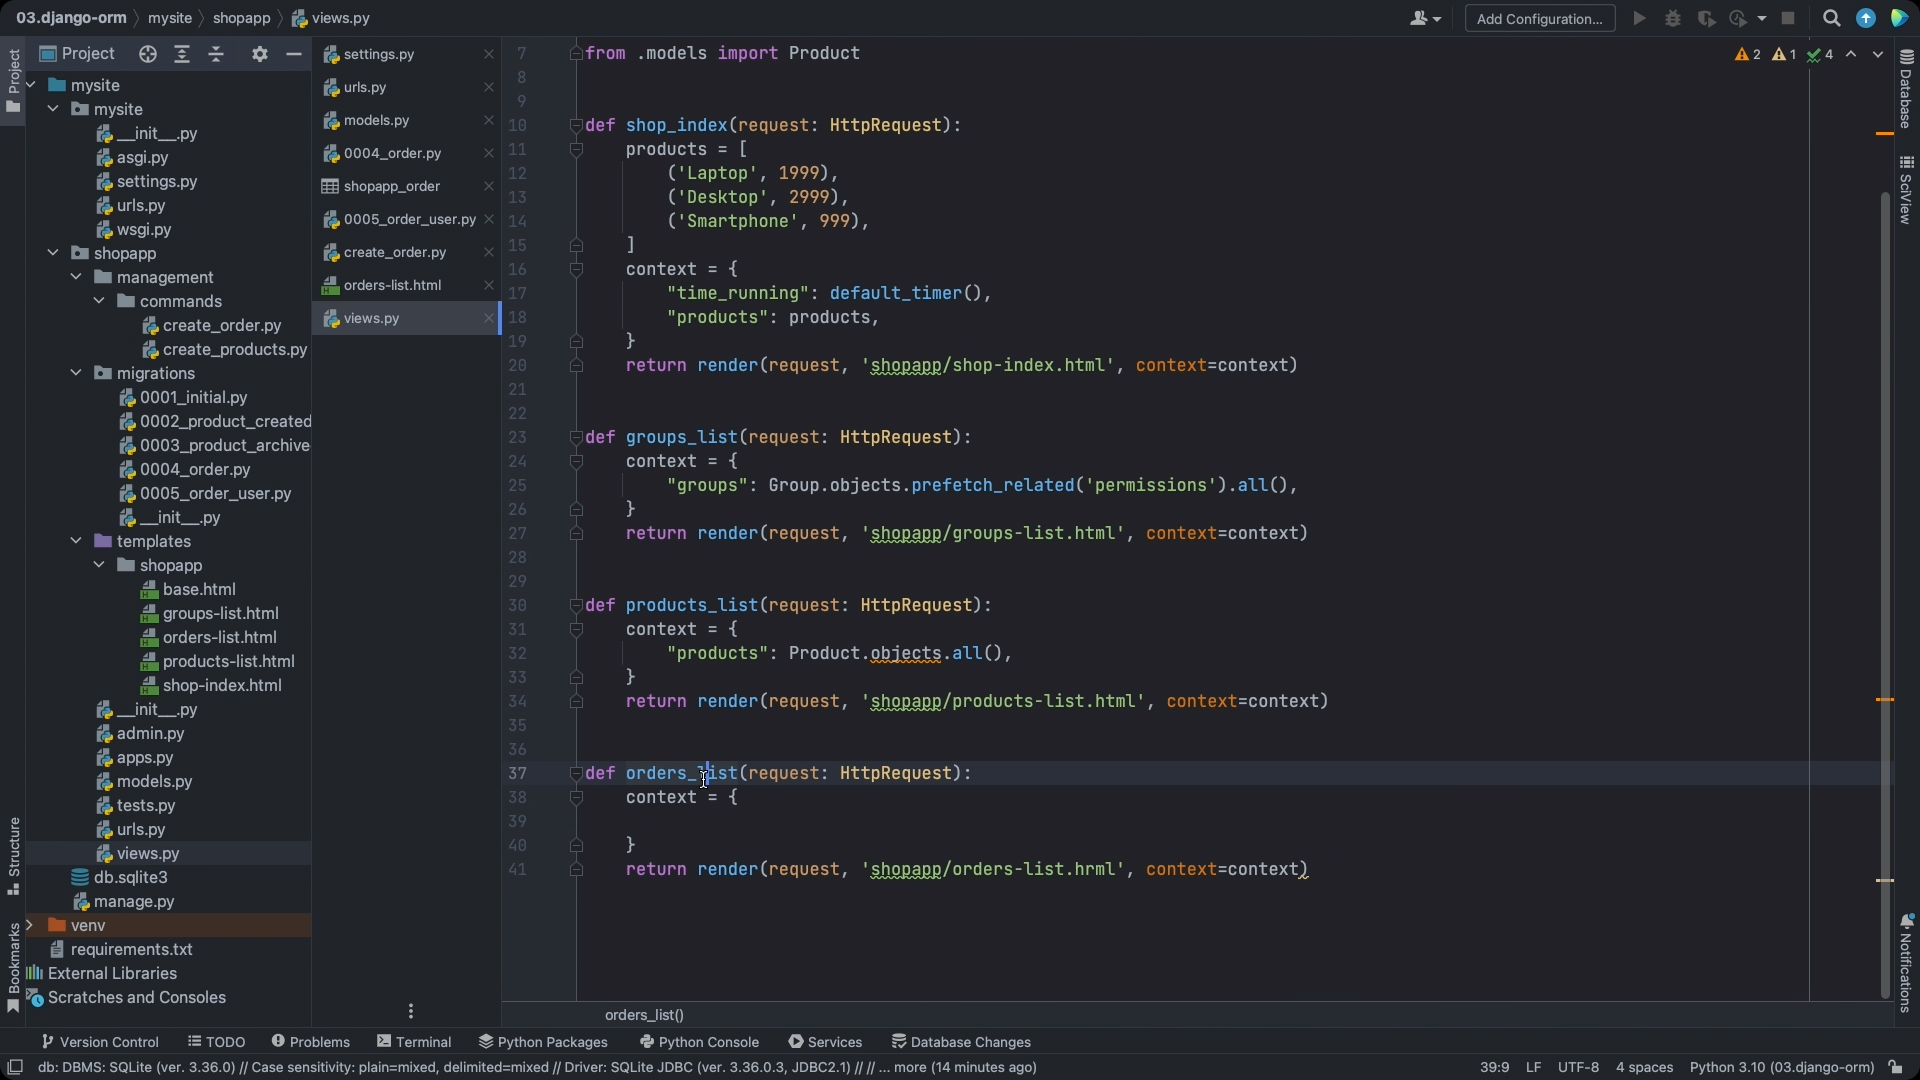 03.django-orm mysite shopapp views.py
Add Configuration...
Project
mysite
mysite
__init__.py
asgi.py
settings.py
urls.py
wsgi.py
shopapp
management
commands
create_order.py
create_products.py
migrations
0001_initial.py
0002_product_created
0003_product_archive
0004_order.py
0005_order_user.py
__init__.py
templates
shopapp
base.html
groups-list.html
orders-list.html
products-list.html
shop-index.html
__init__.py
admin.py
apps.py
models.py
tests.py
urls.py
views.py
db.sqlite3
manage.py
venv
requirements.txt
External Libraries
Scratches and Consoles
Project
Structure
Bookmarks
settings.py
urls.py
models.py
0004_order.py
shopapp_order
0005_order_user.py
create_order.py
orders-list.html
views.py
2 1 4
7 from .models import Product
8
9
10 def shop_index(request: HttpRequest):
11 products = [
12 ('Laptop', 1999),
13 ('Desktop', 2999),
14 ('Smartphone', 999),
15 ]
16 context = {
17 "time_running": default_timer(),
18 "products": products,
19 }
20 return render(request, 'shopapp/shop-index.html', context=context)
21
22
23 def groups_list(request: HttpRequest):
24 context = {
25 "groups": Group.objects.prefetch_related('permissions').all(),
26 }
27 return render(request, 'shopapp/groups-list.html', context=context)
28
29
30 def products_list(request: HttpRequest):
31 context = {
32 "products": Product.objects.all(),
33 }
34 return render(request, 'shopapp/products-list.html', context=context)
35
36
37 def orders_list(request: HttpRequest):
38 context = {
39
40 }
41 return render(request, 'shopapp/orders-list.hrml', context=context)
orders_list()
Database
SciView
Notifications
Version Control TODO Problems Terminal Python Packages Python Console Services Database Changes
db: DBMS: SQLite (ver. 3.36.0) // Case sensitivity: plain=mixed, delimited=mixed // Driver: SQLite JDBC (ver. 3.36.0.3, JDBC2.1) // // ... more (14 minutes ago) 39:9 LF UTF-8 4 spaces Python 3.10 (03.django-orm)